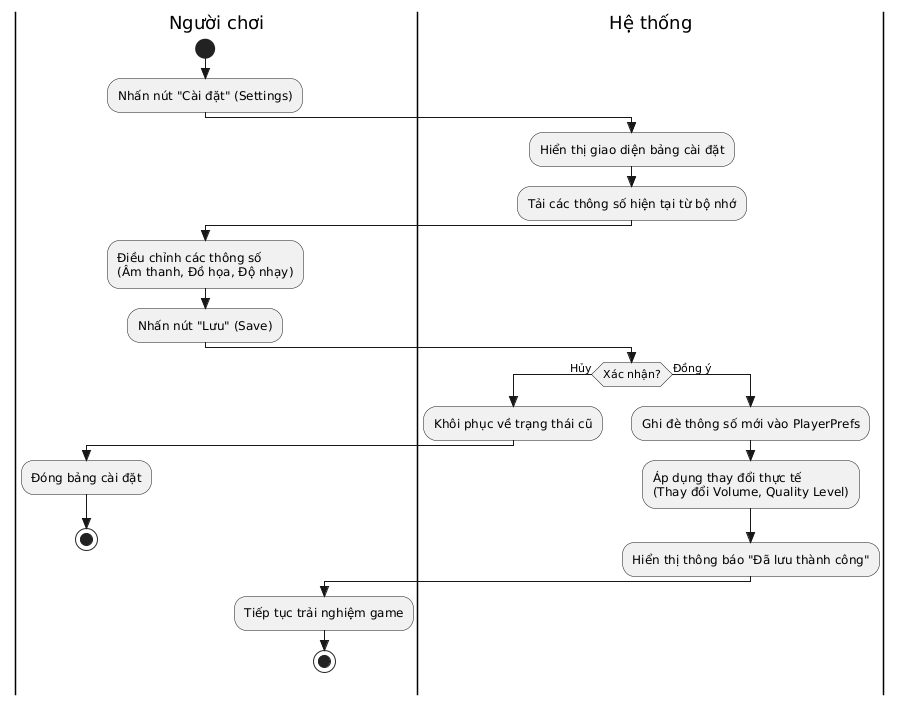 Người chơi
Hệ thống
Nhấn nút "Cài đặt" (Settings)
Hiển thị giao diện bảng cài đặt
Tải các thông số hiện tại từ bộ nhớ
Điều chỉnh các thông số
(Âm thanh, Đồ họa, Độ nhạy)
Nhấn nút "Lưu" (Save)
Hủy
Xác nhận?
Đồng ý
Khôi phục về trạng thái cũ
Ghi đè thông số mới vào PlayerPrefs
Đóng bảng cài đặt
Áp dụng thay đổi thực tế
(Thay đổi Volume, Quality Level)
Hiển thị thông báo "Đã lưu thành công"
Tiếp tục trải nghiệm game